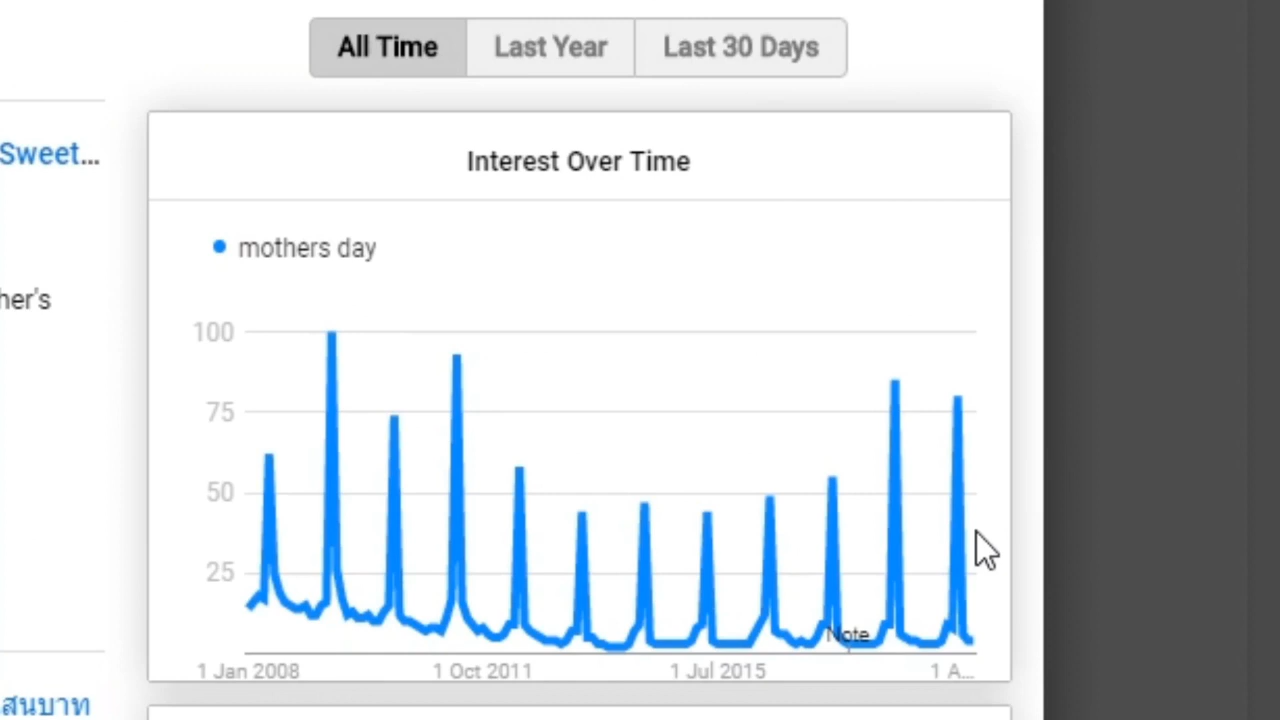 All Time Last Year Last 30 Days
Sweet...
her's
สนบาท
Interest Over Time
mothers day
100
75
50
25
Note
1 Jan 2008 1 Oct 2011 1 Jul 2015 1 A...